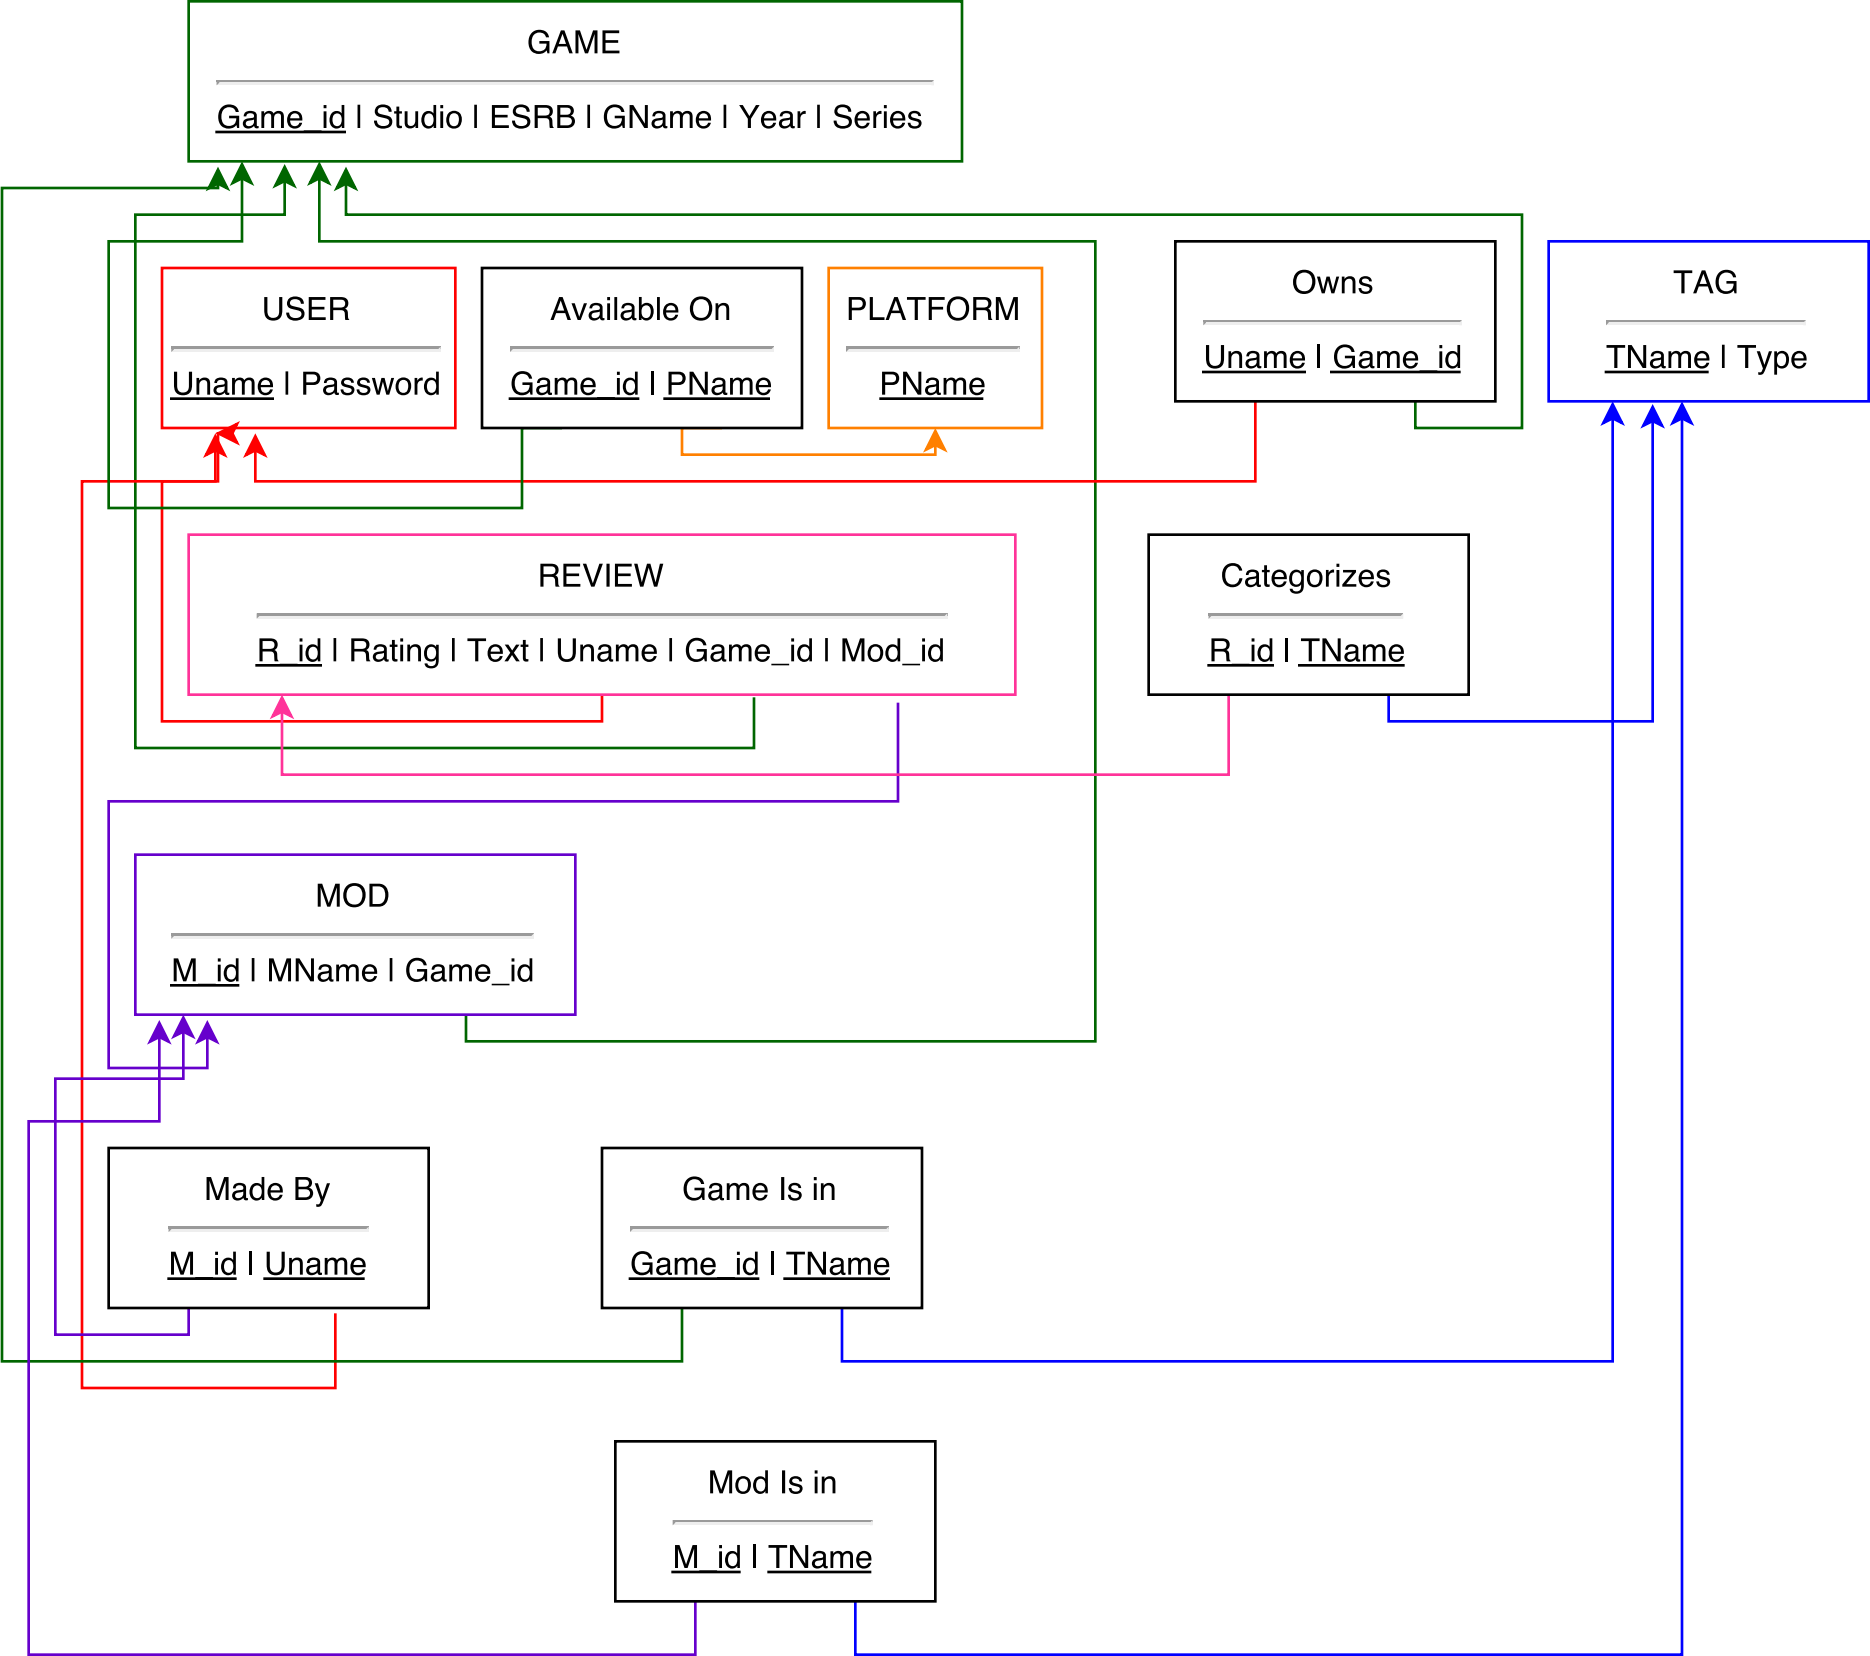 GAME
Game_id | Studio | ESRB | GName | Year | Series
USER
Uname | Password
Available On
Game_id | PName
PLATFORM
PName
Owns
Uname | Game_id
TAG
TName | Type
REVIEW
R_id | Rating | Text | Uname | Game_id | Mod_id
Categorizes
R_id | TName
MOD
M_id | MName | Game_id
Made By
M_id | Uname
Game Is in
Game_id | TName
Mod Is in
M_id | TName